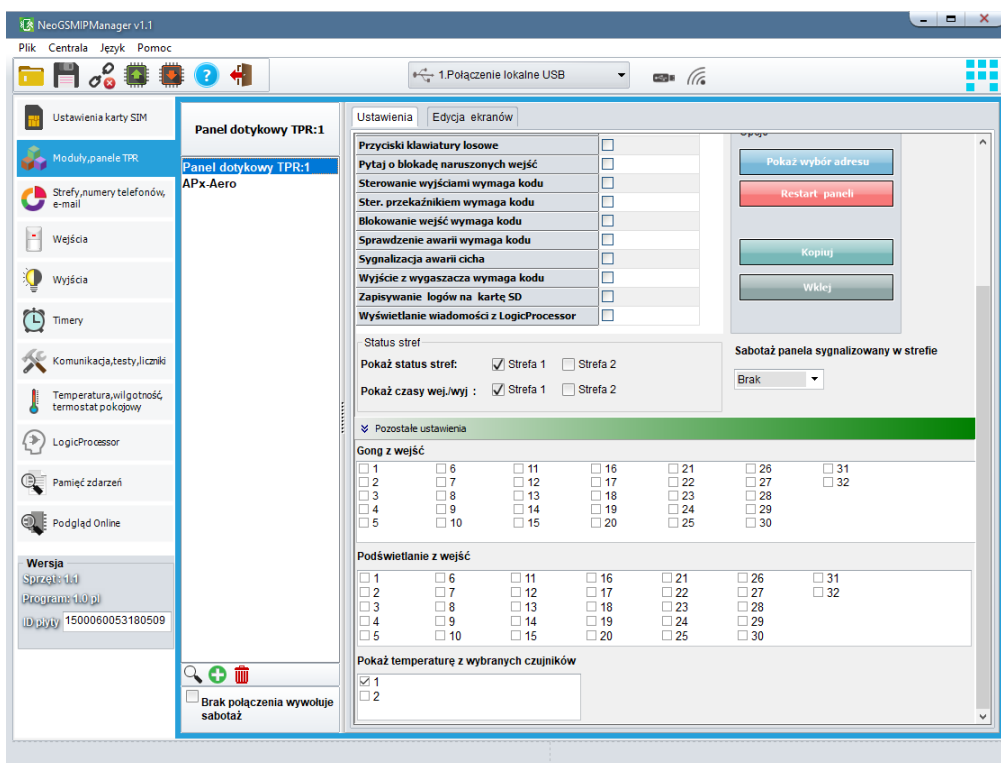 NeoGSMIPManager v1.1
Plik Centrala Język Pomoc
1.Połączenie lokalne USB
Ustawienia karty SIM
Moduły,panele TPR
Strefy,numery telefonów,
e-mail
Wejścia
Wyjścia
Timery
Komunikacja,testy,liczniki
Temperatura,wilgotność,
termostat pokojowy
LogicProcessor
Pamięć zdarzeń
Podgląd Online
Wersja
Sprzęt: 1.1
Program: 1.0 pl
ID płyty 1500060053180509
Panel dotykowy TPR:1
Panel dotykowy TPR:1
APx-Aero
Brak połączenia wywołuje
sabotaż
Ustawienia Edycja ekranów
Przyciski klawiatury losowe
Pytaj o blokadę naruszonych wejść
Sterowanie wyjściami wymaga kodu
Ster. przekaźnikiem wymaga kodu
Blokowanie wejść wymaga kodu
Sprawdzenie awarii wymaga kodu
Sygnalizacja awarii cicha
Wyjście z wygaszacza wymaga kodu
Zapisywanie logów na kartę SD
Wyświetlanie wiadomości z LogicProcessor
Opcje
Pokaż wybór adresu
Restart paneli
Kopiuj
Wklej
Status stref
Pokaż status stref: Strefa 1 Strefa 2
Pokaż czasy wej./wyj : Strefa 1 Strefa 2
Sabotaż panela sygnalizowany w strefie
Brak
Pozostałe ustawienia
Gong z wejść
1 6 11 16 21 26 31
2 7 12 17 22 27 32
3 8 13 18 23 28
4 9 14 19 24 29
5 10 15 20 25 30
Podświetlanie z wejść
1 6 11 16 21 26 31
2 7 12 17 22 27 32
3 8 13 18 23 28
4 9 14 19 24 29
5 10 15 20 25 30
Pokaż temperaturę z wybranych czujników
1
2